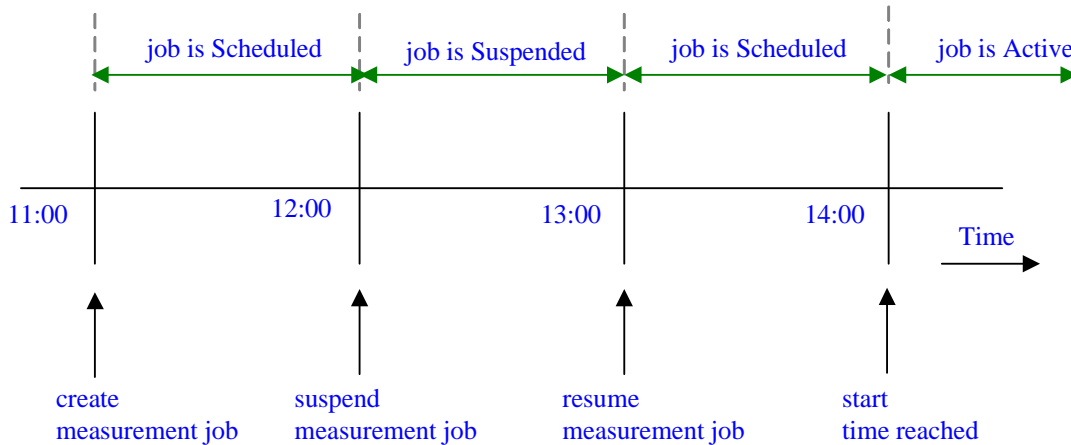 job is Scheduled
job is Suspended
job is Scheduled
job is Active
11:00
12:00
13:00
14:00
Time
create
measurement job
suspend
measurement job
resume
measurement job
start
time reached